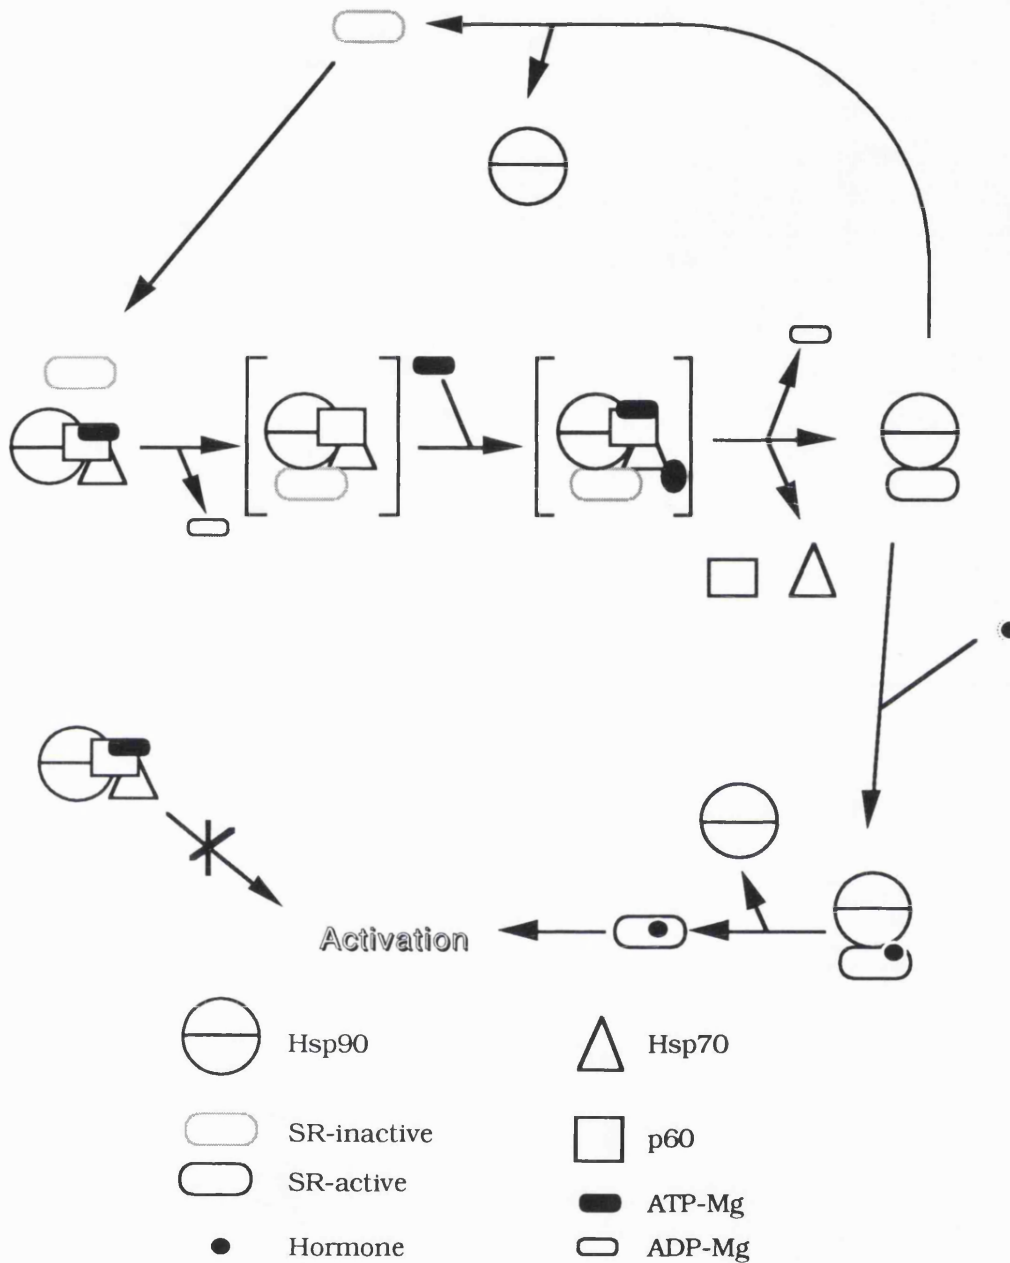 Activation
Hsp90
Hsp70
SR-inactive
p60
SR-active
ATP-Mg
Hormone
ADP-Mg